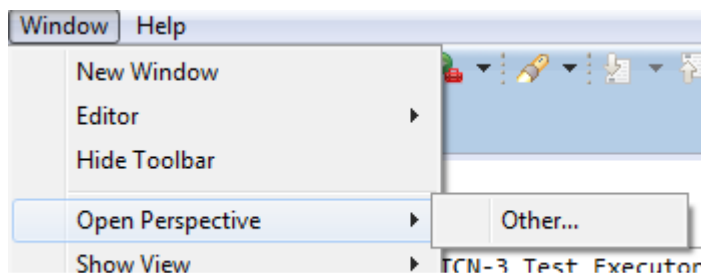 Window Help
New Window
Editor
Hide Toolbar
Open Perspective
Other...
Show View
TCN-3 Test Executor